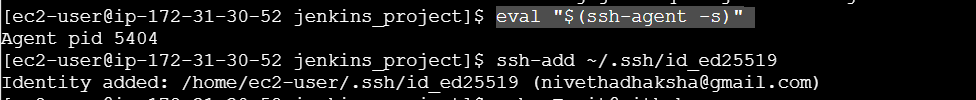 [ec2-user@ip-172-31-30-52 jenkins_project]$ eval "$(ssh-agent -s)"
Agent pid 5404
[ec2-user@ip-172-31-30-52 jenkins_project]$ ssh-add ~/.ssh/id_ed25519
Identity added: /home/ec2-user/.ssh/id_ed25519 (nivethadhaksha@gmail.com)